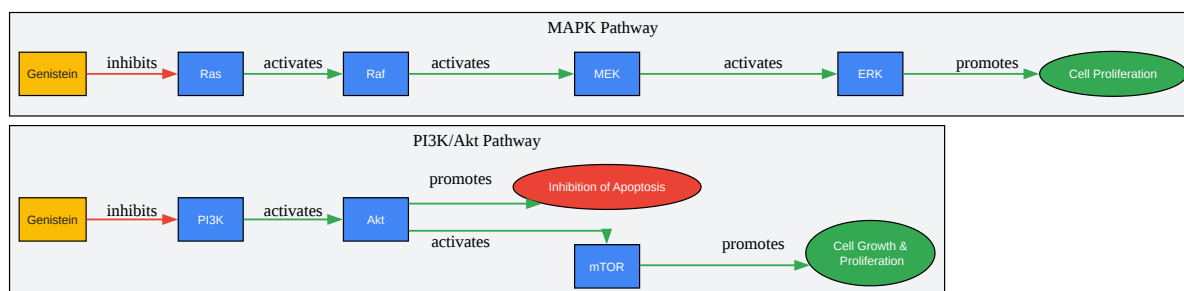 MAPK Pathway
Genistein
inhibits
Ras
activates
Raf
activates
MEK
activates
ERK
promotes
Cell Proliferation
PI3K/Akt Pathway
Genistein
inhibits
PI3K
activates
Akt
promotes
Inhibition of Apoptosis
activates
mTOR
promotes
Cell Growth &
Proliferation